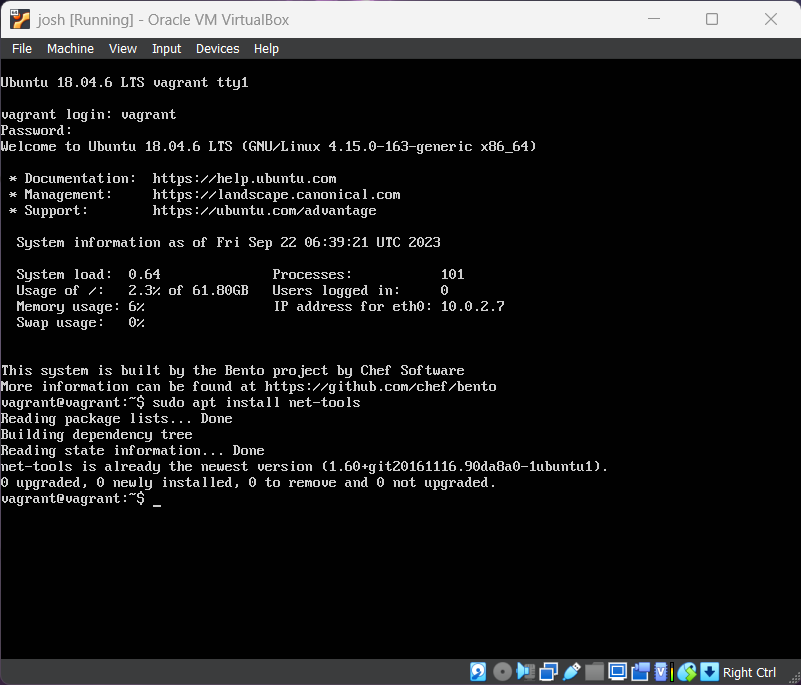 josh [Running] - Oracle VM VirtualBox
File Machine View Input Devices Help
Ubuntu 18.04.6 LTS vagrant tty1
vagrant login: vagrant
Password:
Welcome to Ubuntu 18.04.6 LTS (GNU/Linux 4.15.0-163-generic x86_64)
* Documentation: https://help.ubuntu.com
* Management: https://landscape.canonical.com
* Support: https://ubuntu.com/advantage
System information as of Fri Sep 22 06:39:21 UTC 2023
System load: 0.64 Processes: 101
Usage of /: 2.3% of 61.80GB Users logged in: 0
Memory usage: 6% IP address for eth0: 10.0.2.7
Swap usage: 0%
This system is built by the Bento project by Chef Software
More information can be found at https://github.com/chef/bento
vagrant@vagrant:~$ sudo apt install net-tools
Reading package lists... Done
Building dependency tree
Reading state information... Done
net-tools is already the newest version (1.60+git20161116.90da8a0-1ubuntu1).
0 upgraded, 0 newly installed, 0 to remove and 0 not upgraded.
vagrant@vagrant:~$ _
Right Ctrl